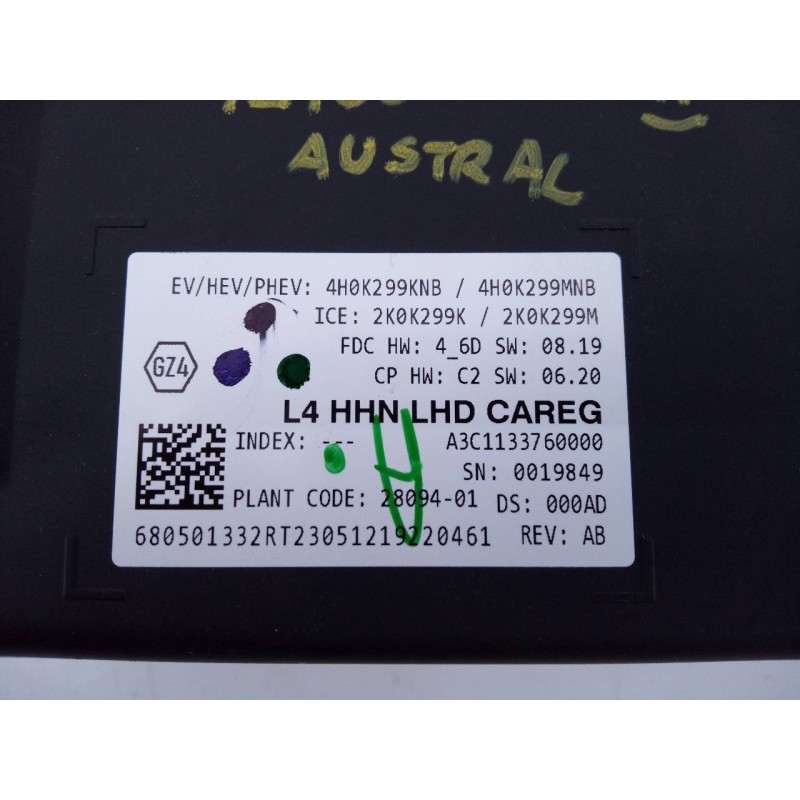 AUSTRAL
EV/HEV/PHEV: 4H0K299KNB / 4H0K299MNB
ICE: 2K0K299K / 2K0K299M
FDC HW: 4_6D SW: 08.19
GZ4
CP HW: C2 SW: 06.20
L4 HHN LHD CAREG
INDEX: --- A3C1133760000
SN: 0019849
PLANT CODE: 28094-01 DS: 000AD
680501332RT23051219220461 REV: AB